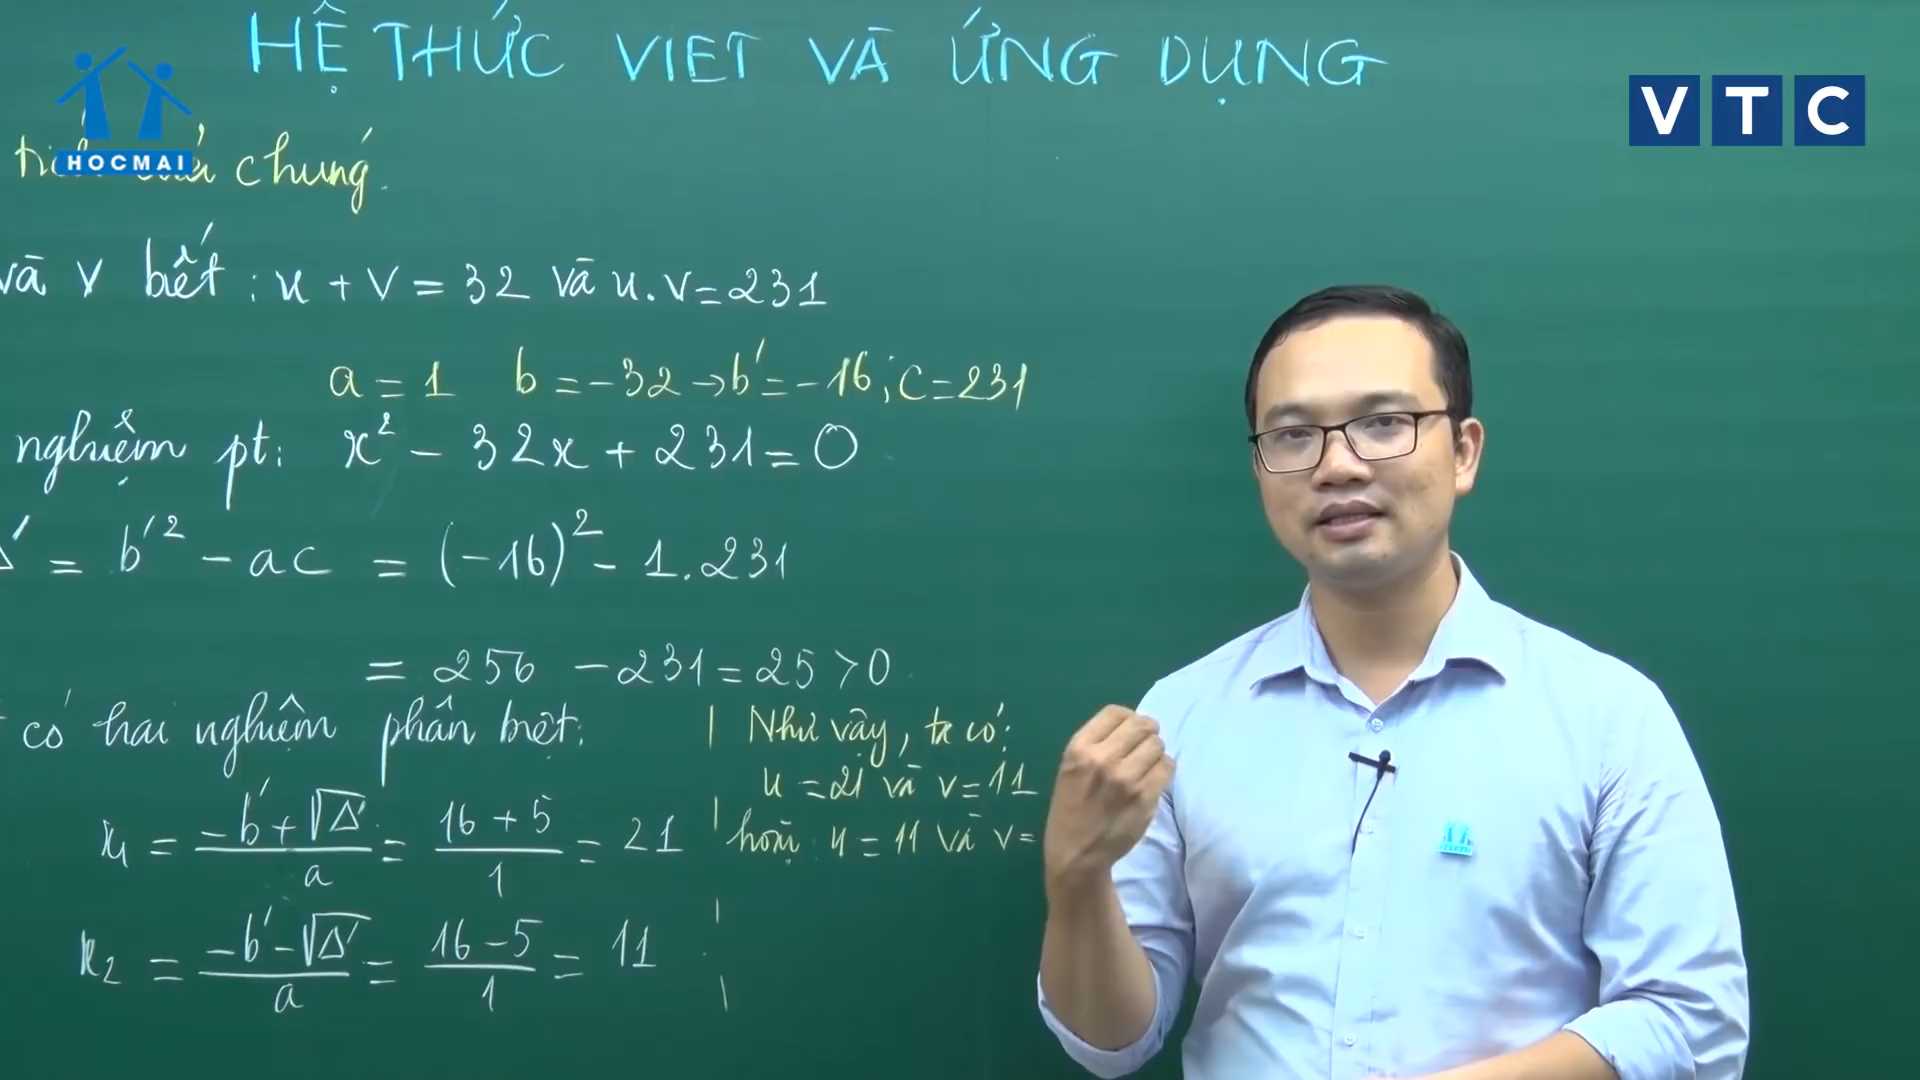 HỆ THỨC VIET VÀ ỨNG DỤNG
HOCMAI
VTC
chúng.
và v biết: u + v = 32 và u.v = 231
a = 1 b = -32 → b' = -16; c = 231
nghiệm pt: x² - 32x + 231 = 0
Δ' = b'² - ac = (-16)² - 1.231
= 256 - 231 = 25 > 0
có hai nghiệm phân biệt:
x₁ = (-b' + √Δ')/a = (16 + 5)/1 = 21
x₂ = (-b' - √Δ')/a = (16 - 5)/1 = 11
Như vậy, ta có:
u = 21 và v = 11
hoặc u = 11 và v =